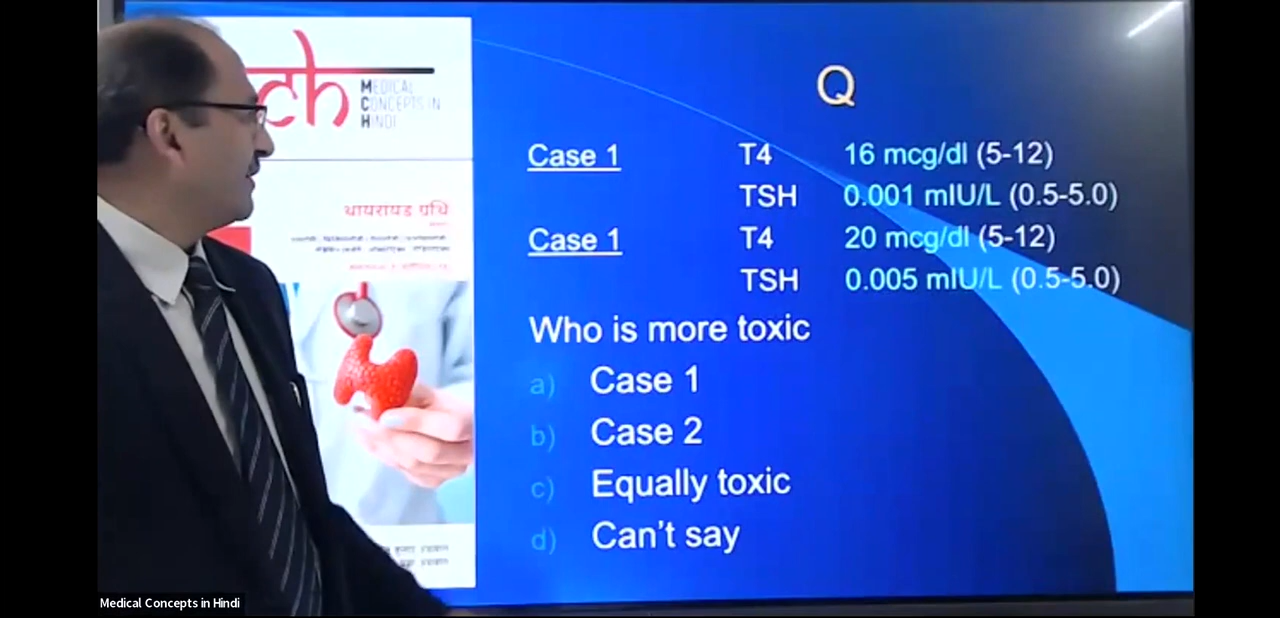 ch
MEDICAL
CONCEPTS IN
HINDI
थायरायड ग्रंथि
Q
Case 1 T4 16 mcg/dl (5-12)
TSH 0.001 mIU/L (0.5-5.0)
Case 1 T4 20 mcg/dl (5-12)
TSH 0.005 mIU/L (0.5-5.0)
Who is more toxic
a) Case 1
b) Case 2
c) Equally toxic
d) Can't say
Medical Concepts in Hindi